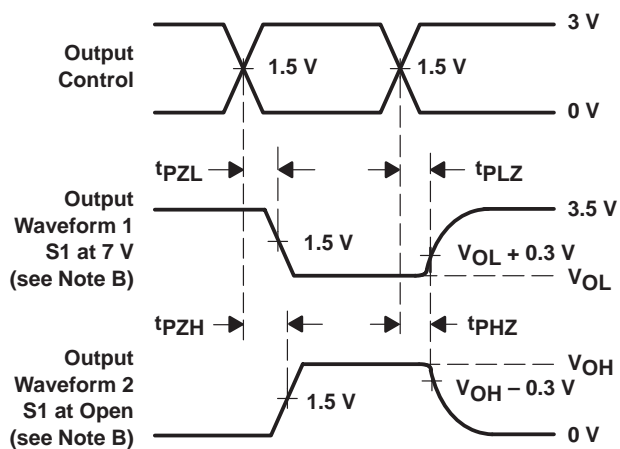 3 V
Output
Control
1.5 V
1.5 V
0 V
tPZL
tPLZ
Output
Waveform 1
S1 at 7 V
(see Note B)
3.5 V
1.5 V
VOL + 0.3 V
VOL
tPZH
tPHZ
Output
Waveform 2
S1 at Open
(see Note B)
VOH
VOH – 0.3 V
1.5 V
0 V